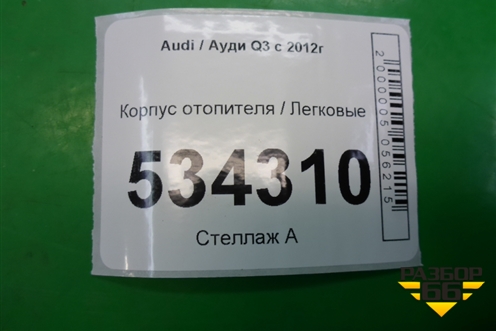 Audi / Ауди Q3 с 2012г
Корпус отопителя / Легковые
534310
Стеллаж А
2000005056215
РАЗБОР
66